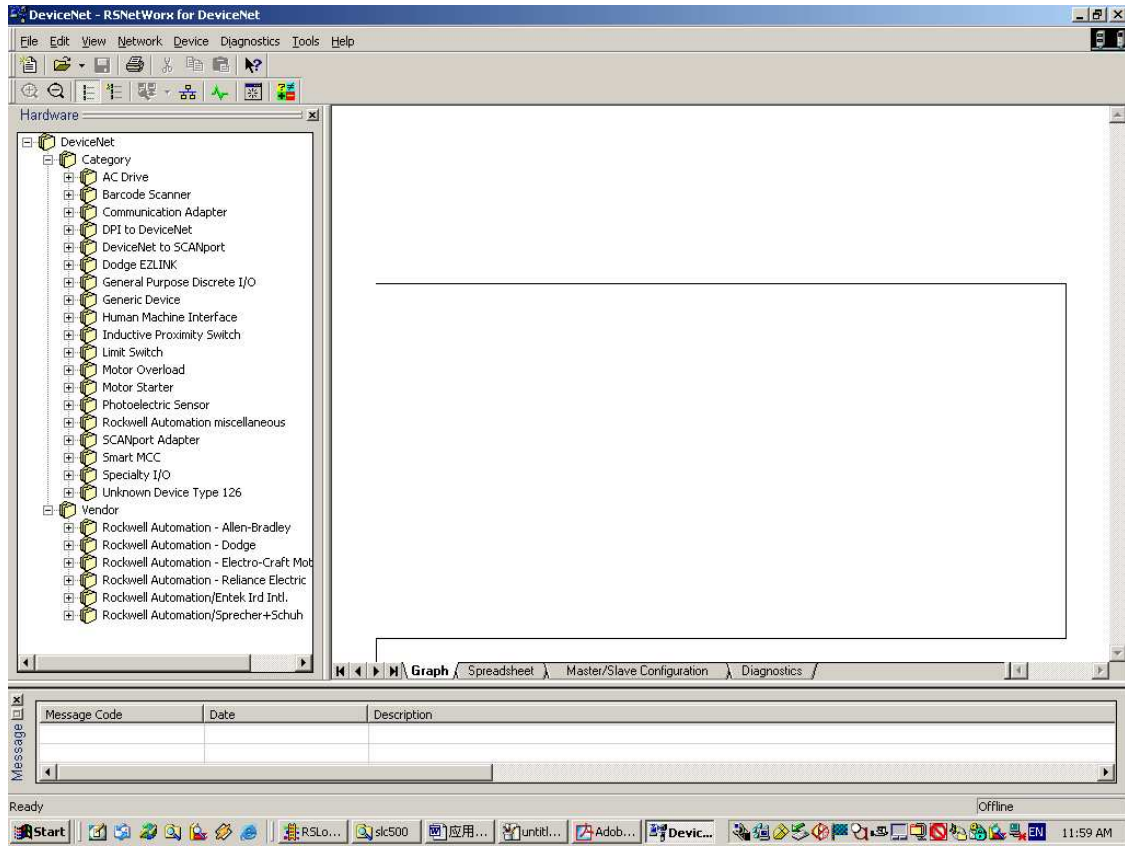 DeviceNet - RSNetWorx for DeviceNet
File Edit View Network Device Diagnostics Tools Help
Hardware
DeviceNet
Category
AC Drive
Barcode Scanner
Communication Adapter
DPI to DeviceNet
DeviceNet to SCANport
Dodge EZLINK
General Purpose Discrete I/O
Generic Device
Human Machine Interface
Inductive Proximity Switch
Limit Switch
Motor Overload
Motor Starter
Photoelectric Sensor
Rockwell Automation miscellaneous
SCANport Adapter
Smart MCC
Specialty I/O
Unknown Device Type 126
Vendor
Rockwell Automation - Allen-Bradley
Rockwell Automation - Dodge
Rockwell Automation - Electro-Craft Mot
Rockwell Automation - Reliance Electric
Rockwell Automation/Entek Ird Intl.
Rockwell Automation/Sprecher+Schuh
Graph Spreadsheet Master/Slave Configuration Diagnostics
Message
Message Code Date Description
Ready Offline
Start RSLo... slc500 应用... untitl... Adob... Devic... EN 11:59 AM